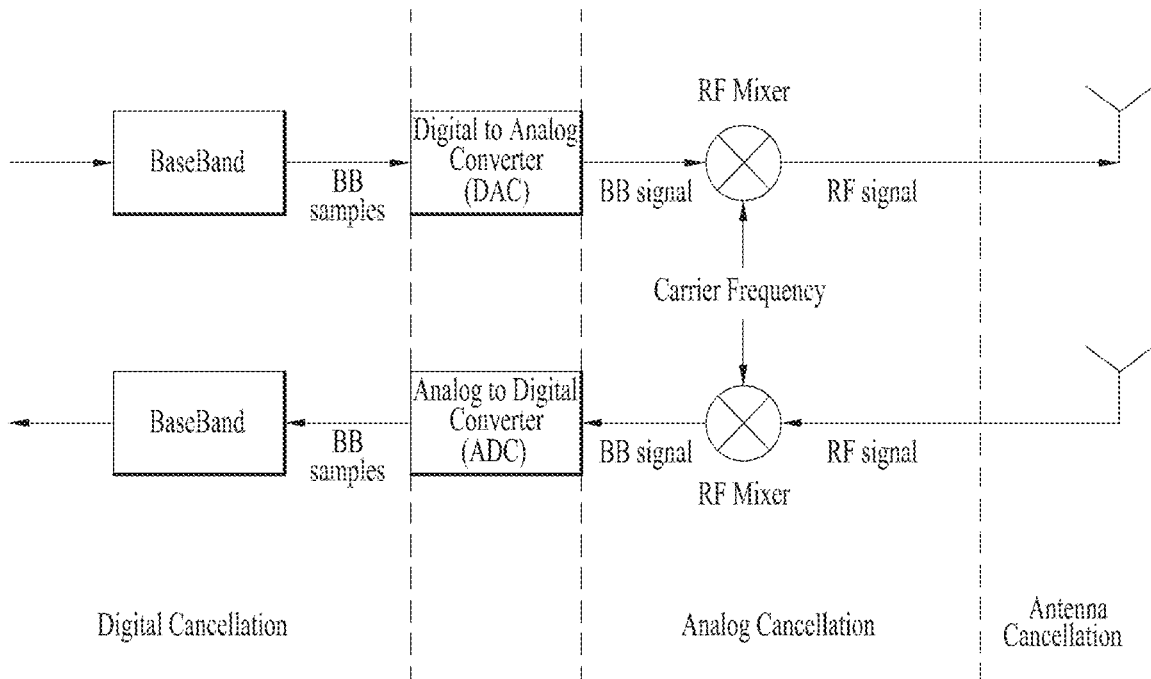 RF Mixer
BaseBand
BB
samples
Digital to Analog
Converter
(DAC)
BB signal
RF signal
Carrier Frequency
BaseBand
BB
samples
Analog to Digital
Converter
(ADC)
BB signal
RF signal
RF Mixer
Digital Cancellation
Analog Cancellation
Antenna
Cancellation